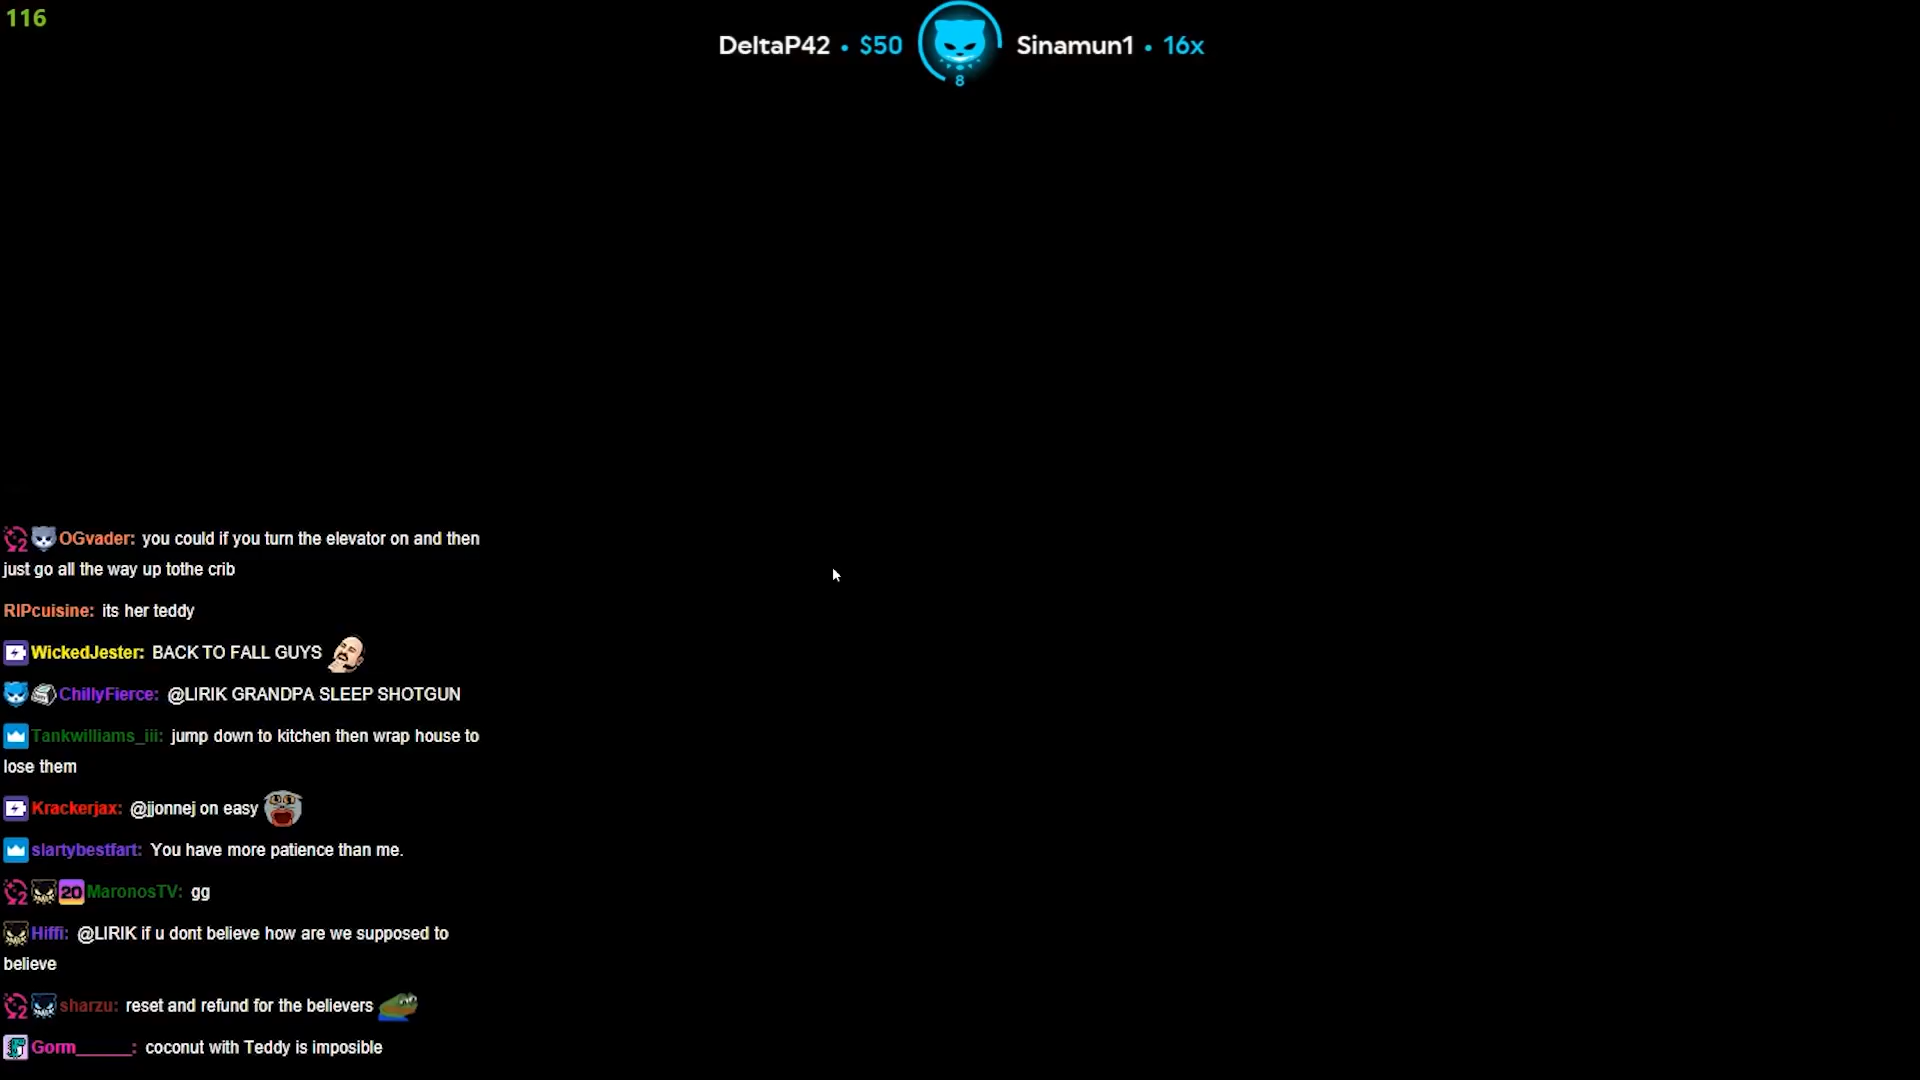 116
DeltaP42 • $50
8
Sinamun1 • 16x
OGvader: you could if you turn the elevator on and then
just go all the way up tothe crib
RIPcuisine: its her teddy
WickedJester: BACK TO FALL GUYS
ChillyFierce: @LIRIK GRANDPA SLEEP SHOTGUN
Tankwilliams_iii: jump down to kitchen then wrap house to
lose them
Krackerjax: @jjonnej on easy
slartybestfart: You have more patience than me.
20 MaronosTV: gg
Hiffi: @LIRIK if u dont believe how are we supposed to
believe
sharzu: reset and refund for the believers
Gorm______: coconut with Teddy is imposible